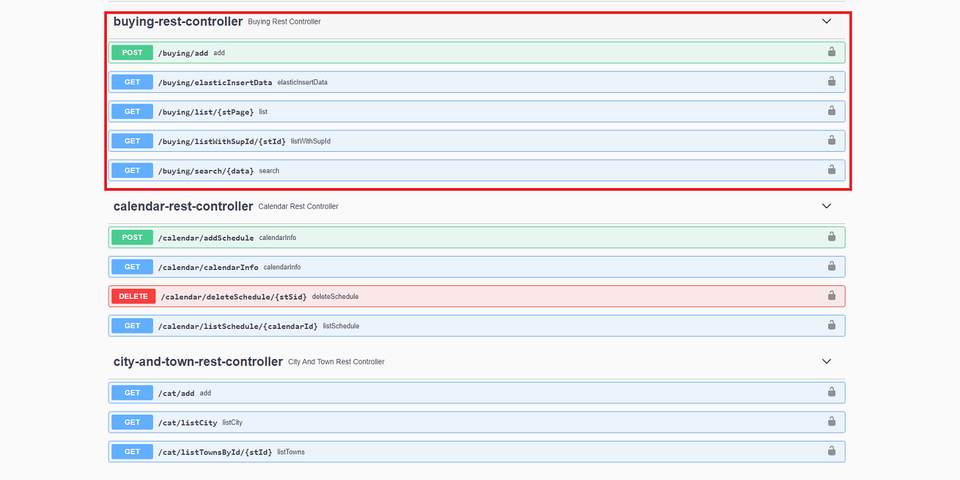 buying-rest-controller Buying Rest Controller
POST /buying/add add
GET /buying/elasticInsertData elasticInsertData
GET /buying/list/{stPage} list
GET /buying/listWithSupId/{stId} listWithSupId
GET /buying/search/{data} search
calendar-rest-controller Calendar Rest Controller
POST /calendar/addSchedule calendarInfo
GET /calendar/calendarInfo calendarInfo
DELETE /calendar/deleteSchedule/{stSid} deleteSchedule
GET /calendar/listSchedule/{calendarId} listSchedule
city-and-town-rest-controller City And Town Rest Controller
GET /cat/add add
GET /cat/listCity listCity
GET /cat/listTownsById/{stId} listTowns